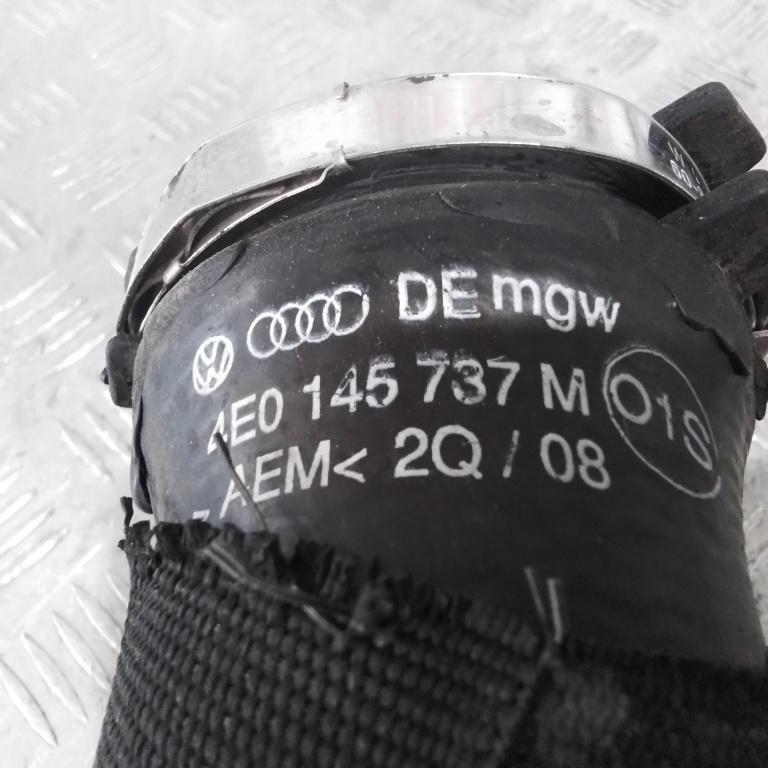 DE mgw
4E0 145 737 M
O1S
AEM< 2Q / 08